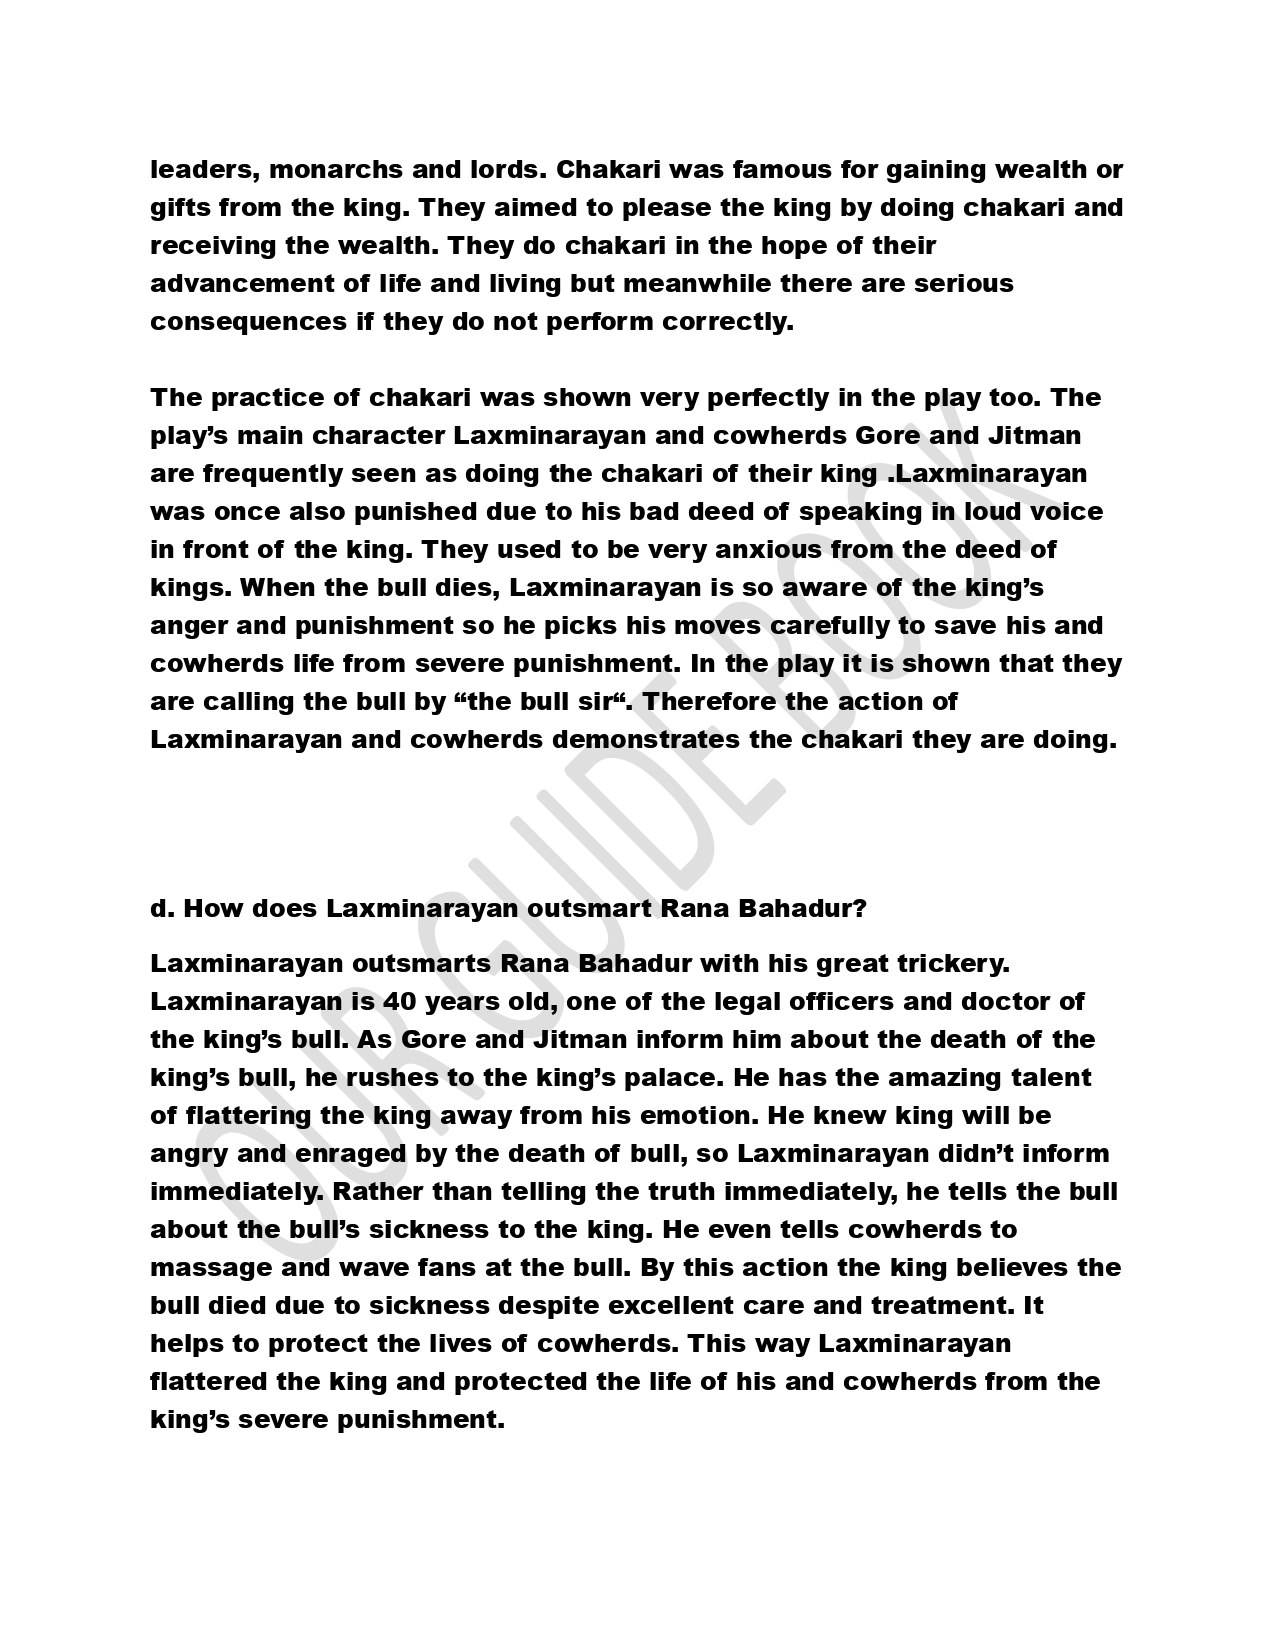 leaders, monarchs and lords. Chakari was famous for gaining wealth or
gifts from the king. They aimed to please the king by doing chakari and
receiving the wealth. They do chakari in the hope of their
advancement of life and living but meanwhile there are serious
consequences if they do not perform correctly.
The practice of chakari was shown very perfectly in the play too. The
play’s main character Laxminarayan and cowherds Gore and Jitman
are frequently seen as doing the chakari of their king .Laxminarayan
was once also punished due to his bad deed of speaking in loud voice
in front of the king. They used to be very anxious from the deed of
kings. When the bull dies, Laxminarayan is so aware of the king’s
anger and punishment so he picks his moves carefully to save his and
cowherds life from severe punishment. In the play it is shown that they
are calling the bull by “the bull sir“. Therefore the action of
Laxminarayan and cowherds demonstrates the chakari they are doing.
d. How does Laxminarayan outsmart Rana Bahadur?
Laxminarayan outsmarts Rana Bahadur with his great trickery.
Laxminarayan is 40 years old, one of the legal officers and doctor of
the king’s bull. As Gore and Jitman inform him about the death of the
king’s bull, he rushes to the king’s palace. He has the amazing talent
of flattering the king away from his emotion. He knew king will be
angry and enraged by the death of bull, so Laxminarayan didn’t inform
immediately. Rather than telling the truth immediately, he tells the bull
about the bull’s sickness to the king. He even tells cowherds to
massage and wave fans at the bull. By this action the king believes the
bull died due to sickness despite excellent care and treatment. It
helps to protect the lives of cowherds. This way Laxminarayan
flattered the king and protected the life of his and cowherds from the
king’s severe punishment.
OUR GUIDE BOOK